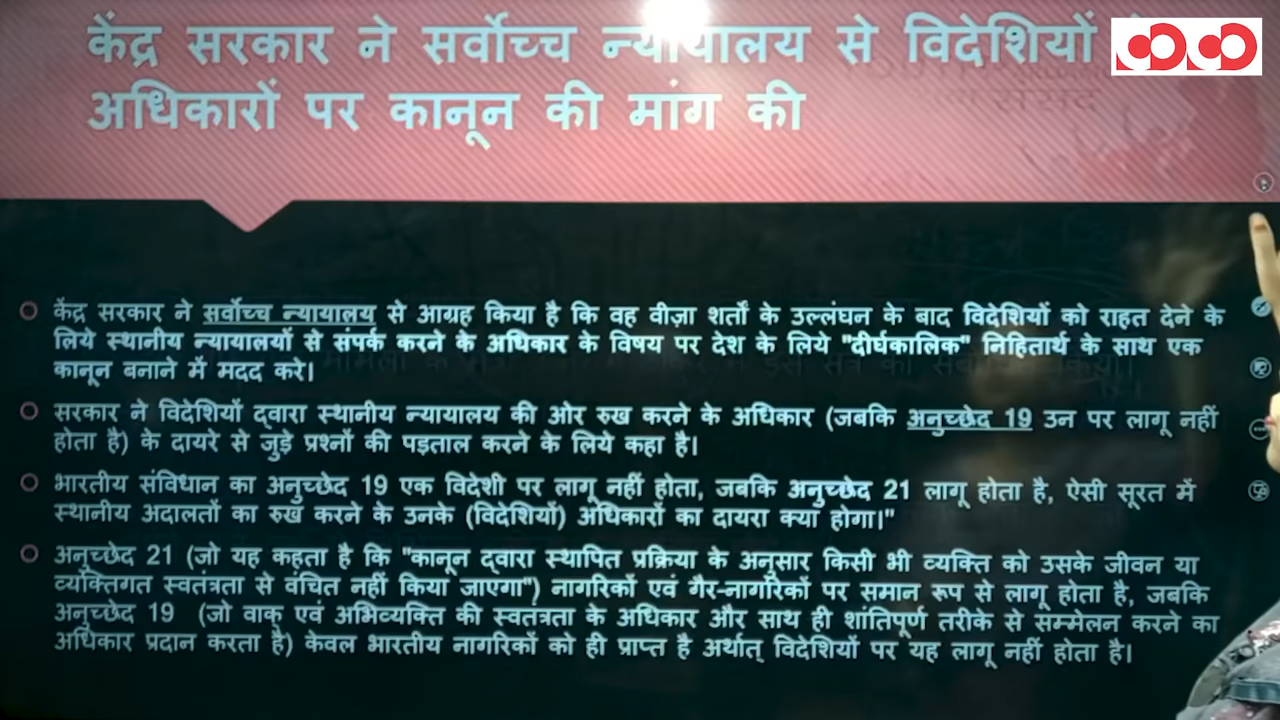 केंद्र सरकार ने सर्वोच्च न्यायालय से विदेशियों
अधिकारों पर कानून की मांग की
केंद्र सरकार ने सर्वोच्च न्यायालय से आग्रह किया है कि वह वीज़ा शर्तों के उल्लंघन के बाद विदेशियों को राहत देने के
लिये स्थानीय न्यायालयों से संपर्क करने के अधिकार के विषय पर देश के लिये "दीर्घकालिक" निहितार्थ के साथ एक
कानून बनाने में मदद करे।
सरकार ने विदेशियों द्वारा स्थानीय न्यायालय की ओर रुख करने के अधिकार (जबकि अनुच्छेद 19 उन पर लागू नहीं
होता है) के दायरे से जुड़े प्रश्नों की पड़ताल करने के लिये कहा है।
भारतीय संविधान का अनुच्छेद 19 एक विदेशी पर लागू नहीं होता, जबकि अनुच्छेद 21 लागू होता है, ऐसी सूरत में
स्थानीय अदालतों का रुख करने के उनके (विदेशियों) अधिकारों का दायरा क्या होगा।"
अनुच्छेद 21 (जो यह कहता है कि "कानून द्वारा स्थापित प्रक्रिया के अनुसार किसी भी व्यक्ति को उसके जीवन या
व्यक्तिगत स्वतंत्रता से वंचित नहीं किया जाएगा") नागरिकों एवं गैर-नागरिकों पर समान रूप से लागू होता है, जबकि
अनुच्छेद 19 (जो वाक् एवं अभिव्यक्ति की स्वतंत्रता के अधिकार और साथ ही शांतिपूर्ण तरीके से सम्मेलन करने का
अधिकार प्रदान करता है) केवल भारतीय नागरिकों को ही प्राप्त है अर्थात् विदेशियों पर यह लागू नहीं होता है।